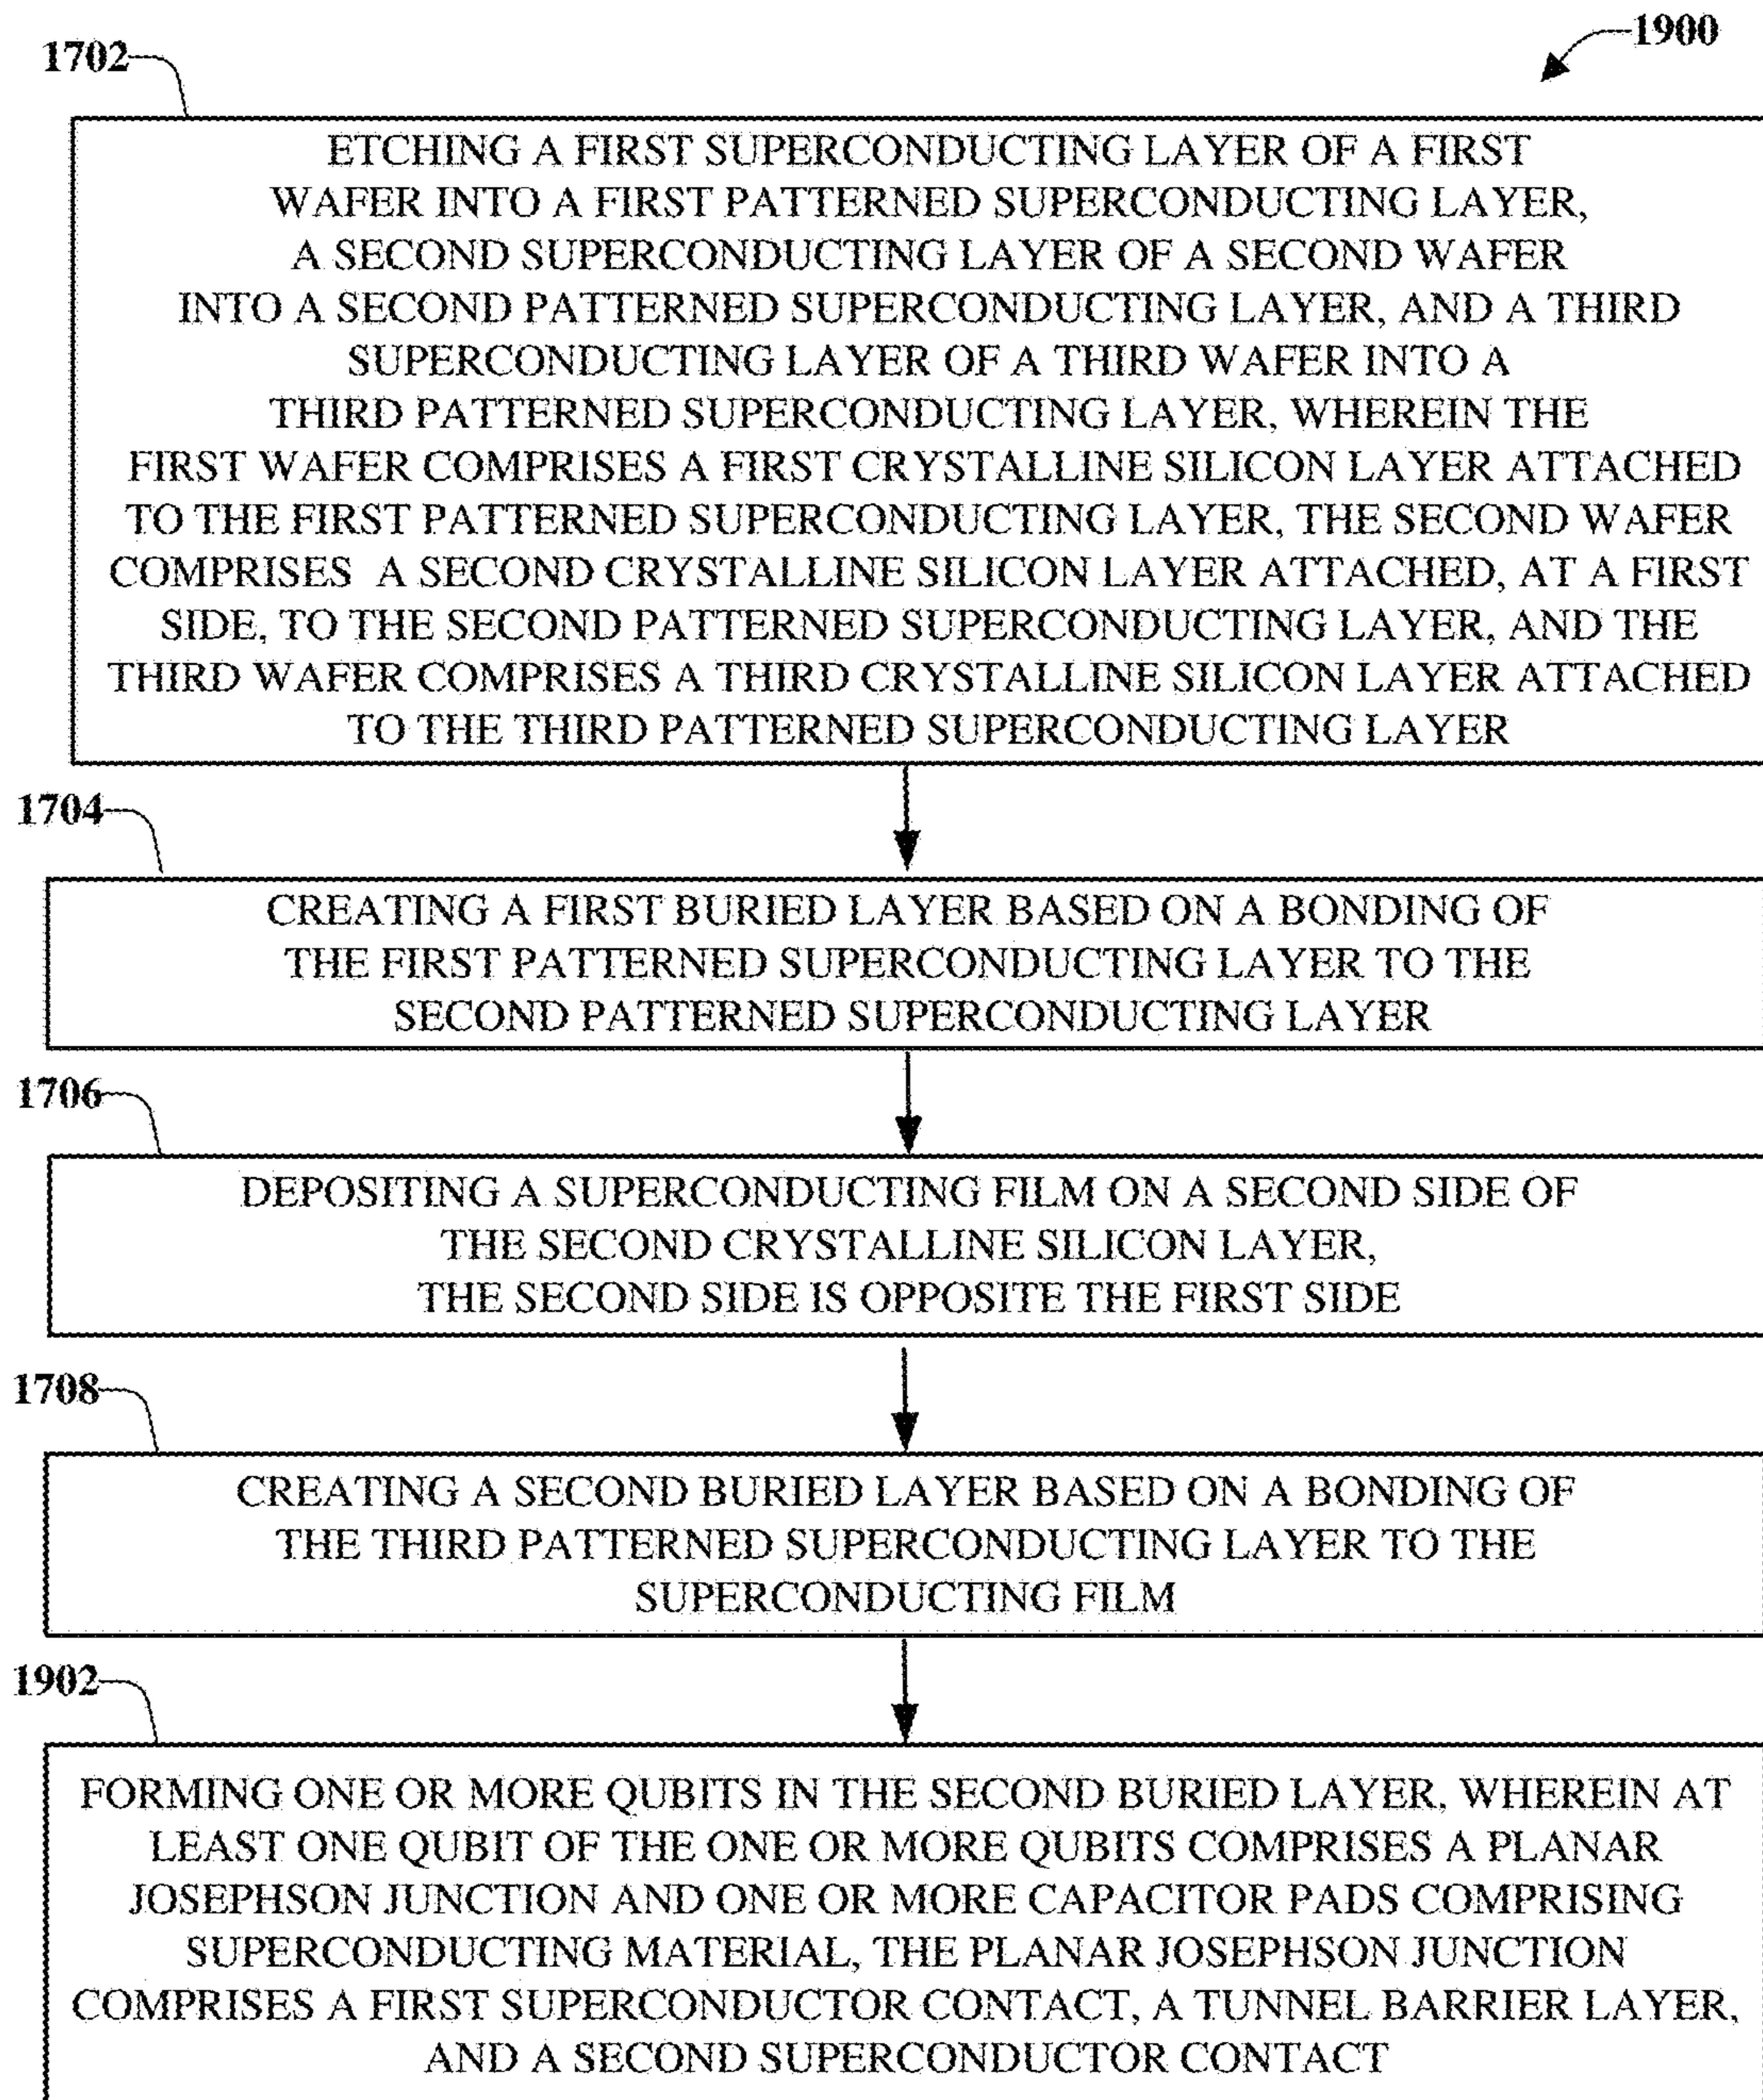 1900
1702
ETCHING A FIRST SUPERCONDUCTING LAYER OF A FIRST
WAFER INTO A FIRST PATTERNED SUPERCONDUCTING LAYER,
A SECOND SUPERCONDUCTING LAYER OF A SECOND WAFER
INTO A SECOND PATTERNED SUPERCONDUCTING LAYER, AND A THIRD
SUPERCONDUCTING LAYER OF A THIRD WAFER INTO A
THIRD PATTERNED SUPERCONDUCTING LAYER, WHEREIN THE
FIRST WAFER COMPRISES A FIRST CRYSTALLINE SILICON LAYER ATTACHED
TO THE FIRST PATTERNED SUPERCONDUCTING LAYER, THE SECOND WAFER
COMPRISES A SECOND CRYSTALLINE SILICON LAYER ATTACHED, AT A FIRST
SIDE, TO THE SECOND PATTERNED SUPERCONDUCTING LAYER, AND THE
THIRD WAFER COMPRISES A THIRD CRYSTALLINE SILICON LAYER ATTACHED
TO THE THIRD PATTERNED SUPERCONDUCTING LAYER
1704
CREATING A FIRST BURIED LAYER BASED ON A BONDING OF
THE FIRST PATTERNED SUPERCONDUCTING LAYER TO THE
SECOND PATTERNED SUPERCONDUCTING LAYER
1706
DEPOSITING A SUPERCONDUCTING FILM ON A SECOND SIDE OF
THE SECOND CRYSTALLINE SILICON LAYER,
THE SECOND SIDE IS OPPOSITE THE FIRST SIDE
1708
CREATING A SECOND BURIED LAYER BASED ON A BONDING OF
THE THIRD PATTERNED SUPERCONDUCTING LAYER TO THE
SUPERCONDUCTING FILM
1902
FORMING ONE OR MORE QUBITS IN THE SECOND BURIED LAYER, WHEREIN AT
LEAST ONE QUBIT OF THE ONE OR MORE QUBITS COMPRISES A PLANAR
JOSEPHSON JUNCTION AND ONE OR MORE CAPACITOR PADS COMPRISING
SUPERCONDUCTING MATERIAL, THE PLANAR JOSEPHSON JUNCTION
COMPRISES A FIRST SUPERCONDUCTOR CONTACT, A TUNNEL BARRIER LAYER,
AND A SECOND SUPERCONDUCTOR CONTACT